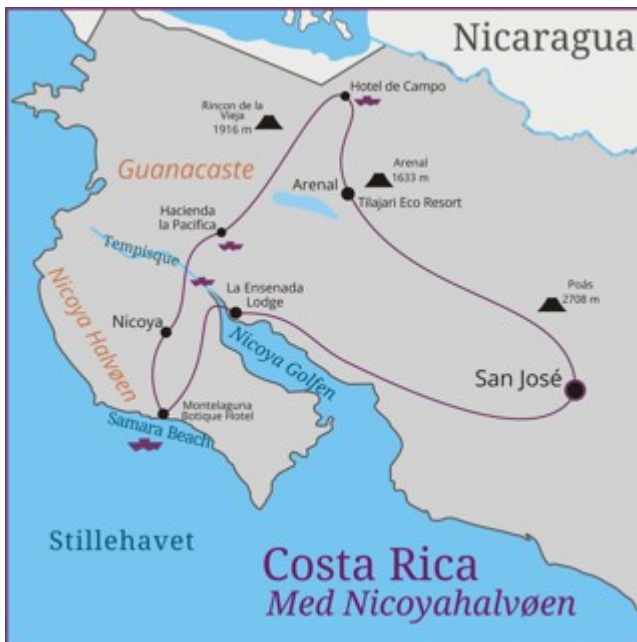 Nicaragua
Hotel de Campo
Rincon de la
Vieja
1916 m
Guanacaste
Arenal
1633 m
Arenal
Tilajari Eco Resort
Hacienda
la Pacifica
Tempisque
La Ensenada
Lodge
Poás
2708 m
Nicoya Halvøen
Nicoya
Nicoya Golfen
San José
Montelaguna
Botique Hotel
Samara Beach
Stillehavet
Costa Rica
Med Nicoyahalvøen